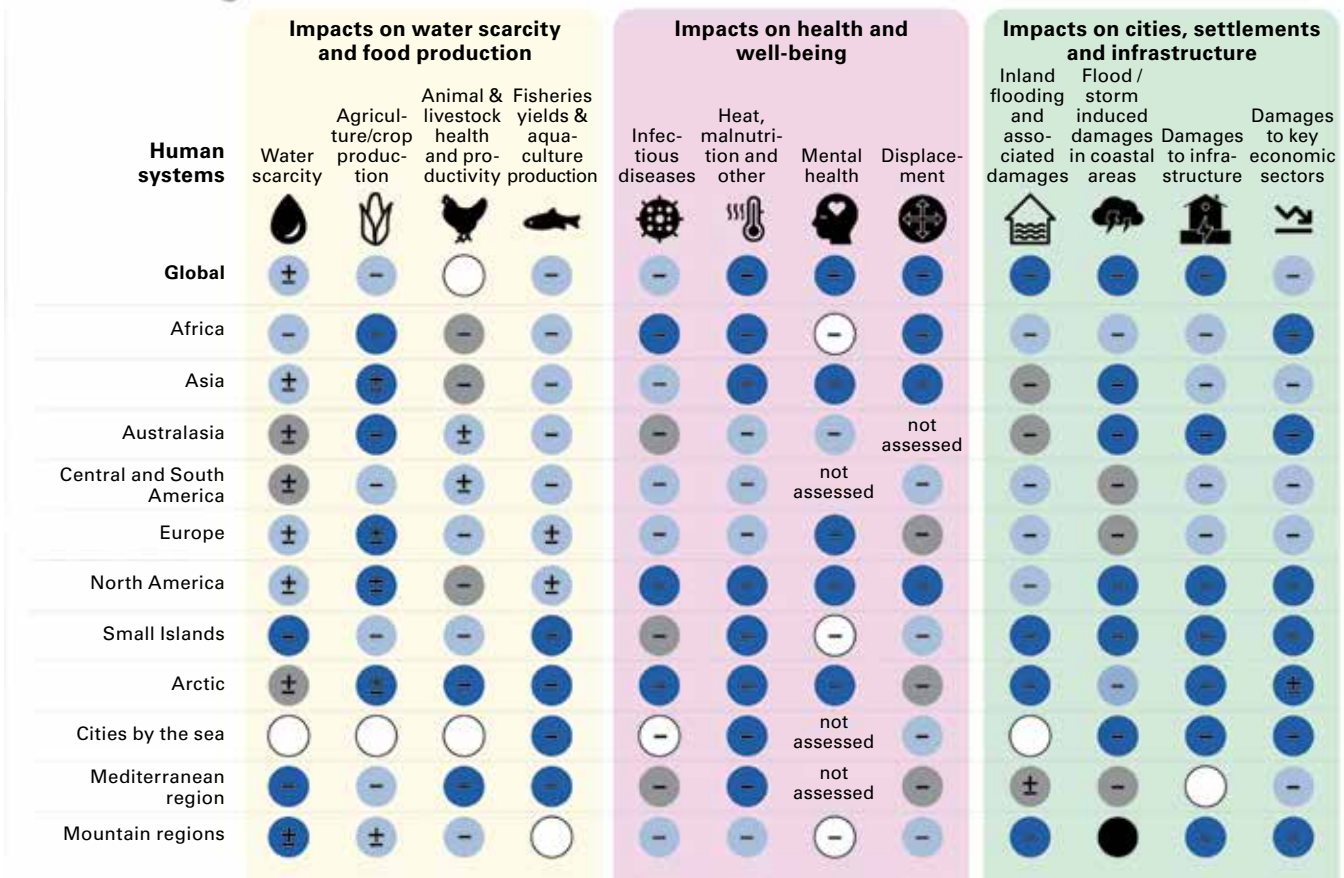 Impacts on water scarcity
and food production
Impacts on health and
well-being
Impacts on cities, settlements
and infrastructure
Human
systems
Water
scarcity
Agricul-
ture/crop
produc-
tion
Animal &
livestock
health
and pro-
ductivity
Fisheries
yields &
aqua-
culture
production
Infec-
tious
diseases
Heat,
malnutri-
tion and
other
Mental
health
Displace-
ment
Inland
flooding
and
asso-
ciated
damages
Flood /
storm
induced
damages
in coastal
areas
Damages
to infra-
structure
Damages
to key
economic
sectors
Global
± − − − − − − − − − −
Africa
− − − − − − − − − − − −
Asia
± ± − − − − − − − − − −
Australasia
± − ± − − − − not assessed − − − −
Central and South
America
± − ± − − − not assessed − − − − −
Europe
± ± − ± − − − − − − − −
North America
± ± − ± − − − − − − − −
Small Islands
− − − − − − − − − − − −
Arctic
± ± − − − − − − − − − ±
Cities by the sea
− − − not assessed − − − −
Mediterranean
region
− − − − − − not assessed − ± − −
Mountain regions
± ± − − − − − − − −